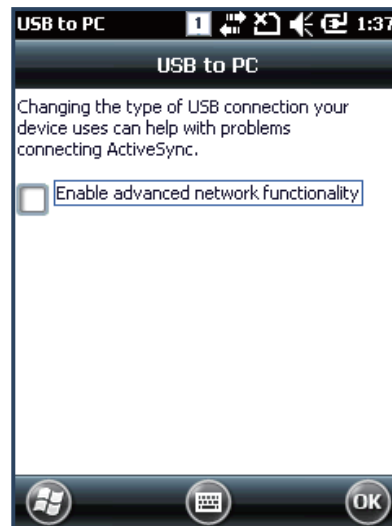 USB to PC 1 1:37
USB to PC
Changing the type of USB connection your
device uses can help with problems
connecting ActiveSync.
Enable advanced network functionality
OK